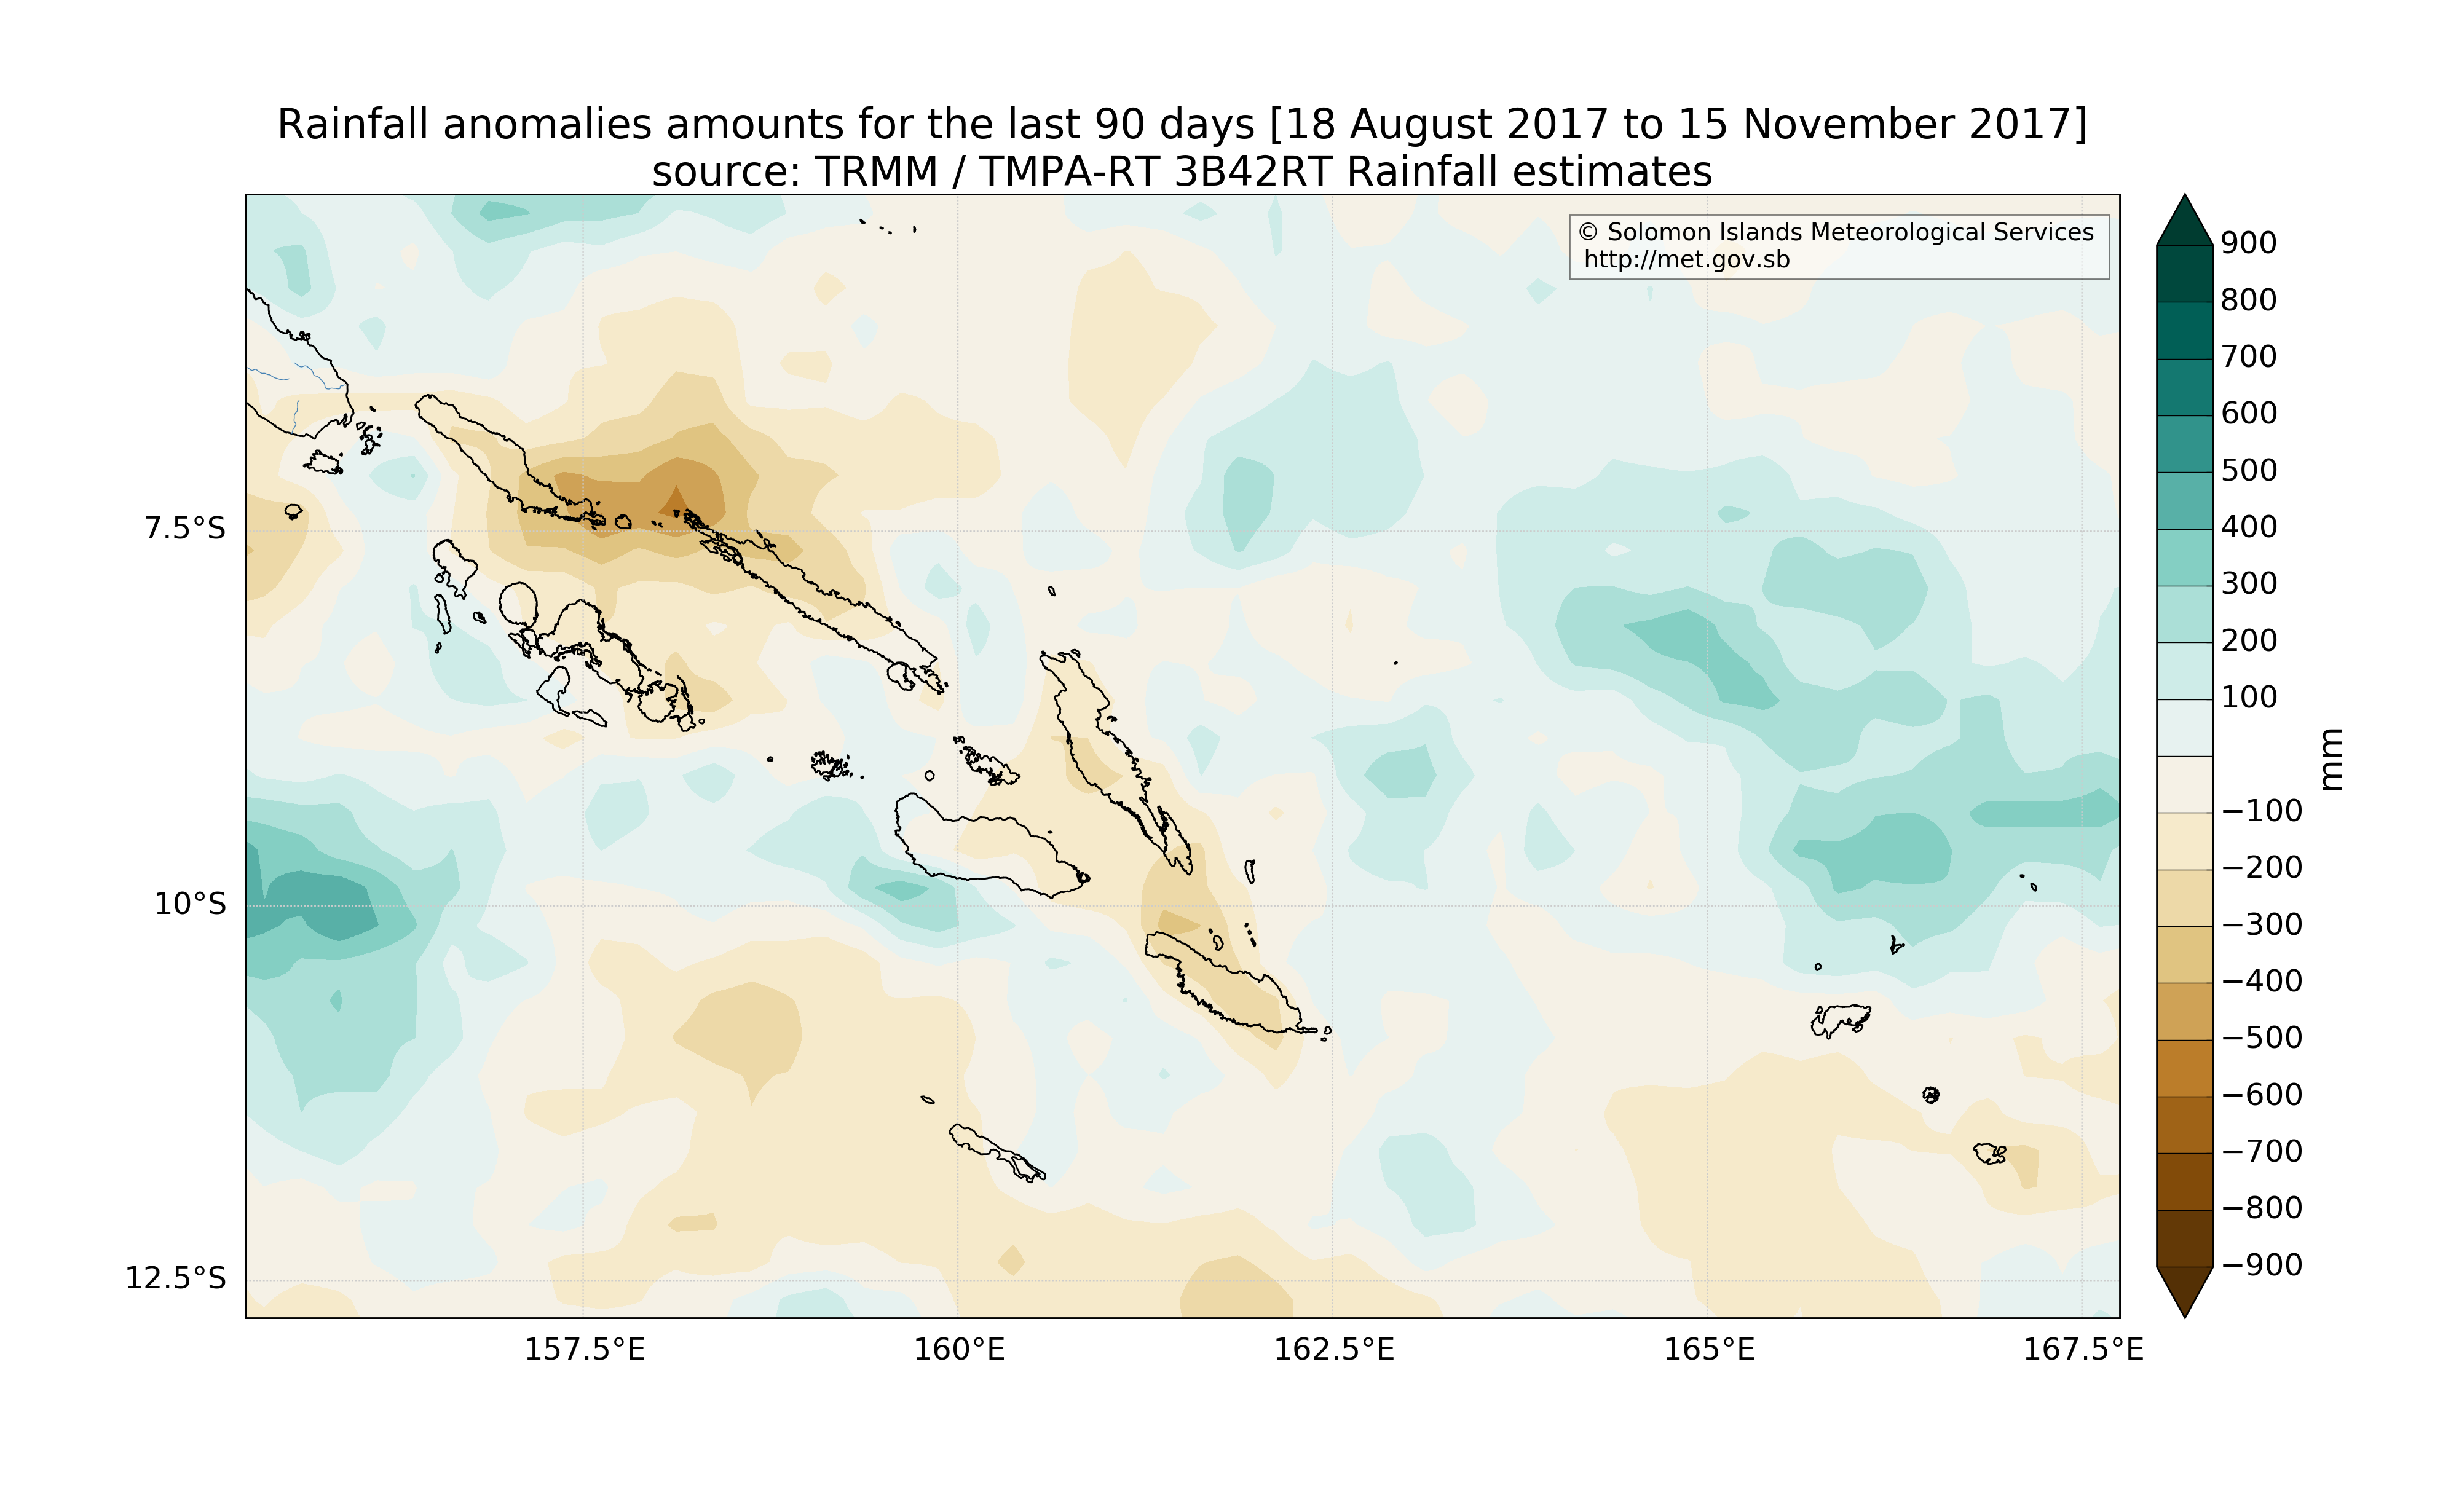 Rainfall anomalies amounts for the last 90 days [18 August 2017 to 15 November 2017]
source: TRMM / TMPA-RT 3B42RT Rainfall estimates
© Solomon Islands Meteorological Services
http://met.gov.sb
7.5°S
10°S
12.5°S
157.5°E
160°E
162.5°E
165°E
167.5°E
900
800
700
600
500
400
300
200
100
−100
−200
−300
−400
−500
−600
−700
−800
−900
mm